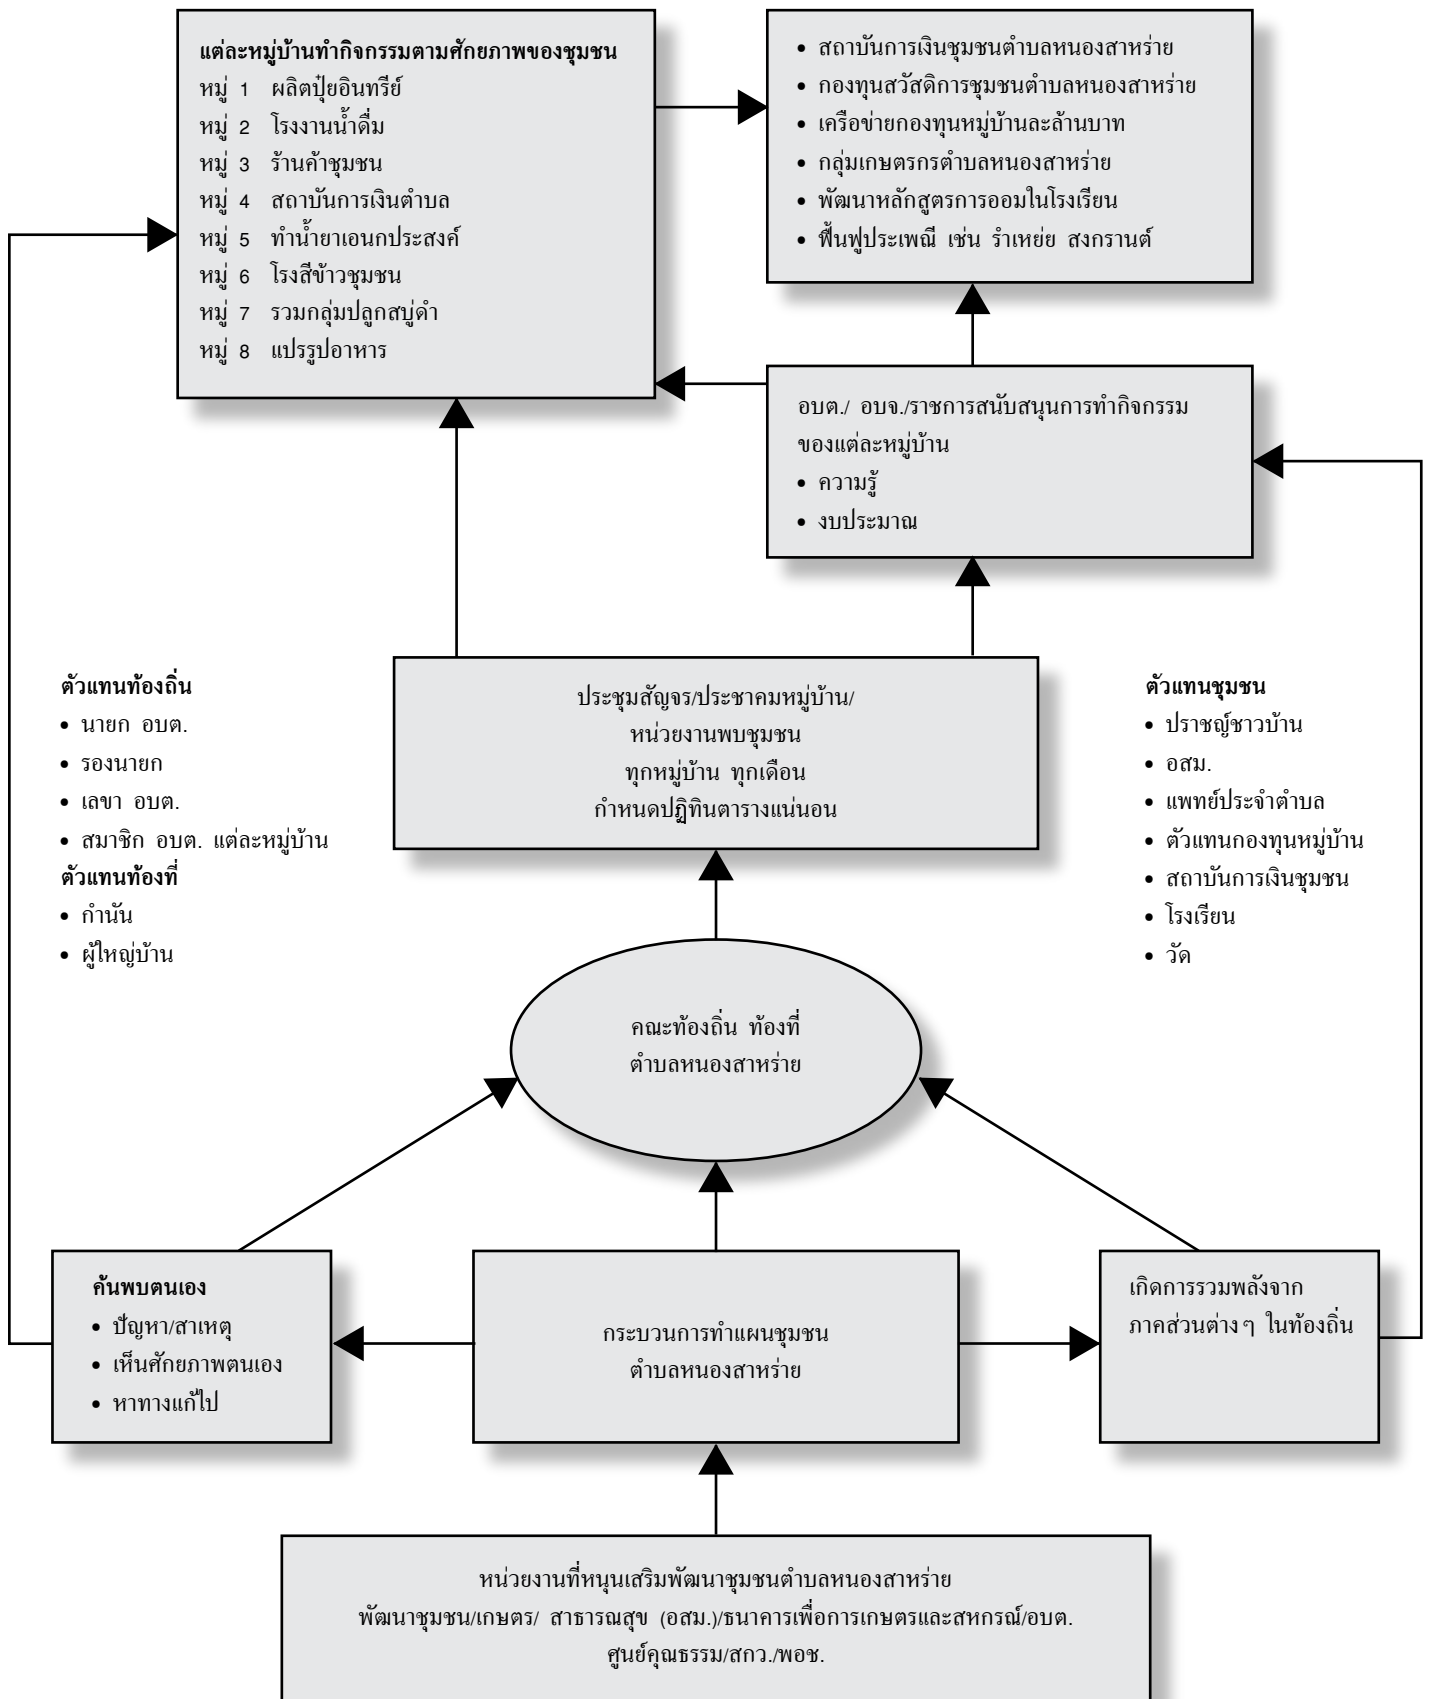 แต่ละหมู่บ้านทำกิจกรรมตามศักยภาพของชุมชน
หมู่ 1 ผลิตปุ๋ยอินทรีย์
หมู่ 2 โรงงานน้ำดื่ม
หมู่ 3 ร้านค้าชุมชน
หมู่ 4 สถาบันการเงินตำบล
หมู่ 5 ทำน้ำยาเอนกประสงค์
หมู่ 6 โรงสีข้าวชุมชน
หมู่ 7 รวมกลุ่มปลูกสบู่ดำ
หมู่ 8 แปรรูปอาหาร
• สถาบันการเงินชุมชนตำบลหนองสาหร่าย
• กองทุนสวัสดิการชุมชนตำบลหนองสาหร่าย
• เครือข่ายกองทุนหมู่บ้านละล้านบาท
• กลุ่มเกษตรกรตำบลหนองสาหร่าย
• พัฒนาหลักสูตรการออมในโรงเรียน
• ฟื้นฟูประเพณี เช่น รำเหย่ย สงกรานต์
อบต./ อบจ./ราชการสนับสนุนการทำกิจกรรม
ของแต่ละหมู่บ้าน
• ความรู้
• งบประมาณ
ประชุมสัญจร/ประชาคมหมู่บ้าน/
หน่วยงานพบชุมชน
ทุกหมู่บ้าน ทุกเดือน
กำหนดปฏิทินตารางแน่นอน
ตัวแทนท้องถิ่น
• นายก อบต.
• รองนายก
• เลขา อบต.
• สมาชิก อบต. แต่ละหมู่บ้าน
ตัวแทนท้องที่
• กำนัน
• ผู้ใหญ่บ้าน
ตัวแทนชุมชน
• ปราชญ์ชาวบ้าน
• อสม.
• แพทย์ประจำตำบล
• ตัวแทนกองทุนหมู่บ้าน
• สถาบันการเงินชุมชน
• โรงเรียน
• วัด
คณะท้องถิ่น ท้องที่
ตำบลหนองสาหร่าย
ค้นพบตนเอง
• ปัญหา/สาเหตุ
• เห็นศักยภาพตนเอง
• หาทางแก้ไป
กระบวนการทำแผนชุมชน
ตำบลหนองสาหร่าย
เกิดการรวมพลังจาก
ภาคส่วนต่างๆ ในท้องถิ่น
หน่วยงานที่หนุนเสริมพัฒนาชุมชนตำบลหนองสาหร่าย
พัฒนาชุมชน/เกษตร/ สาธารณสุข (อสม.)/ธนาคารเพื่อการเกษตรและสหกรณ์/อบต.
ศูนย์คุณธรรม/สกว./พอช.